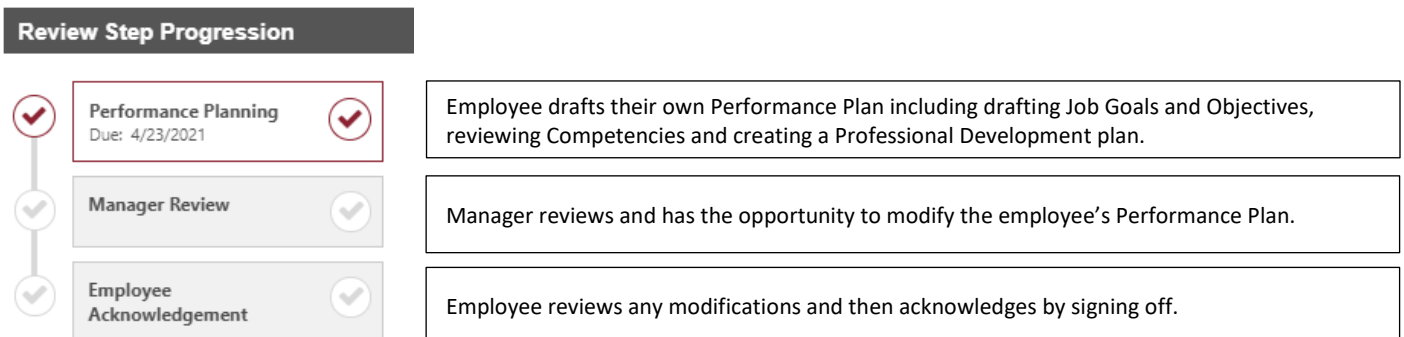 Review Step Progression
Performance Planning
Due: 4/23/2021
Employee drafts their own Performance Plan including drafting Job Goals and Objectives,
reviewing Competencies and creating a Professional Development plan.
Manager Review
Manager reviews and has the opportunity to modify the employee’s Performance Plan.
Employee
Acknowledgement
Employee reviews any modifications and then acknowledges by signing off.